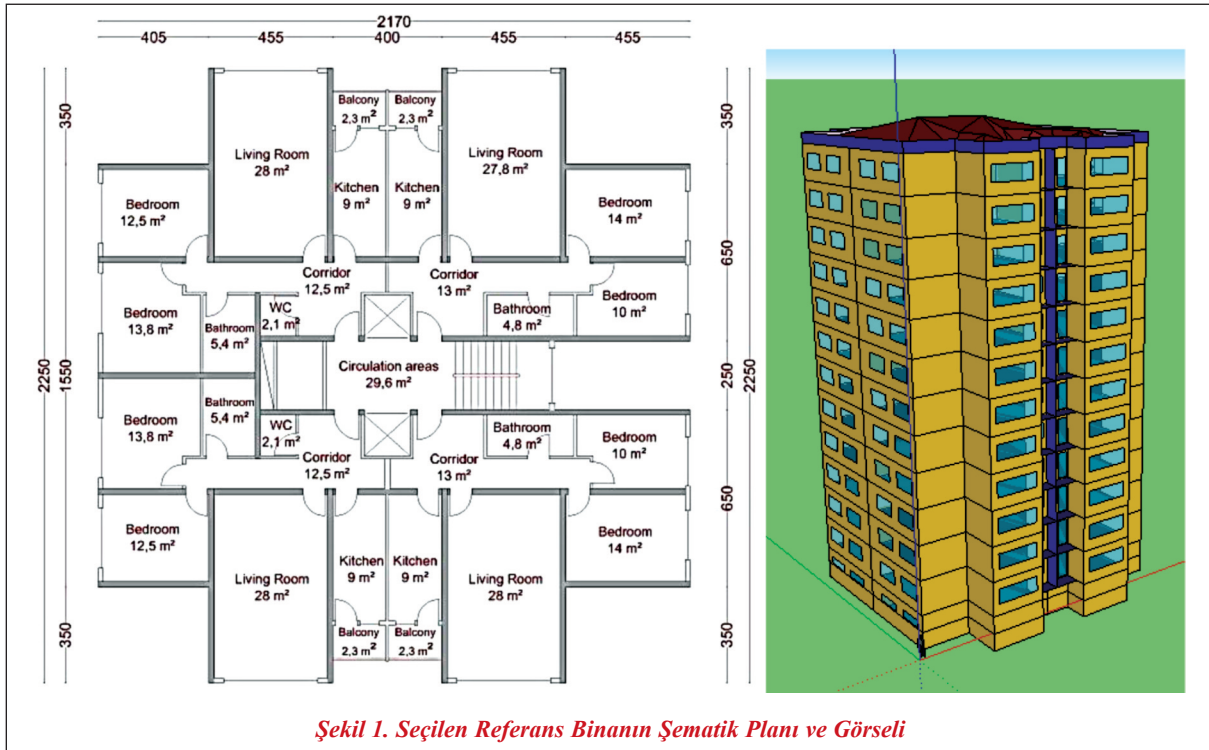 2170
405
455
400
455
455
350
2250
1550
350
350
650
250
2250
650
350
Balcony
2,3 m²
Balcony
2,3 m²
Living Room
28 m²
Living Room
27,8 m²
Kitchen
9 m²
Kitchen
9 m²
Bedroom
12,5 m²
Bedroom
14 m²
Corridor
12,5 m²
Corridor
13 m²
Bedroom
13,8 m²
Bathroom
5,4 m²
WC
2,1 m²
Bathroom
4,8 m²
Bedroom
10 m²
Circulation areas
29,6 m²
Bedroom
13,8 m²
Bathroom
5,4 m²
WC
2,1 m²
Bathroom
4,8 m²
Bedroom
10 m²
Corridor
12,5 m²
Corridor
13 m²
Bedroom
12,5 m²
Bedroom
14 m²
Kitchen
9 m²
Kitchen
9 m²
Living Room
28 m²
Living Room
28 m²
Balcony
2,3 m²
Balcony
2,3 m²
Şekil 1. Seçilen Referans Binanın Şematik Planı ve Görseli